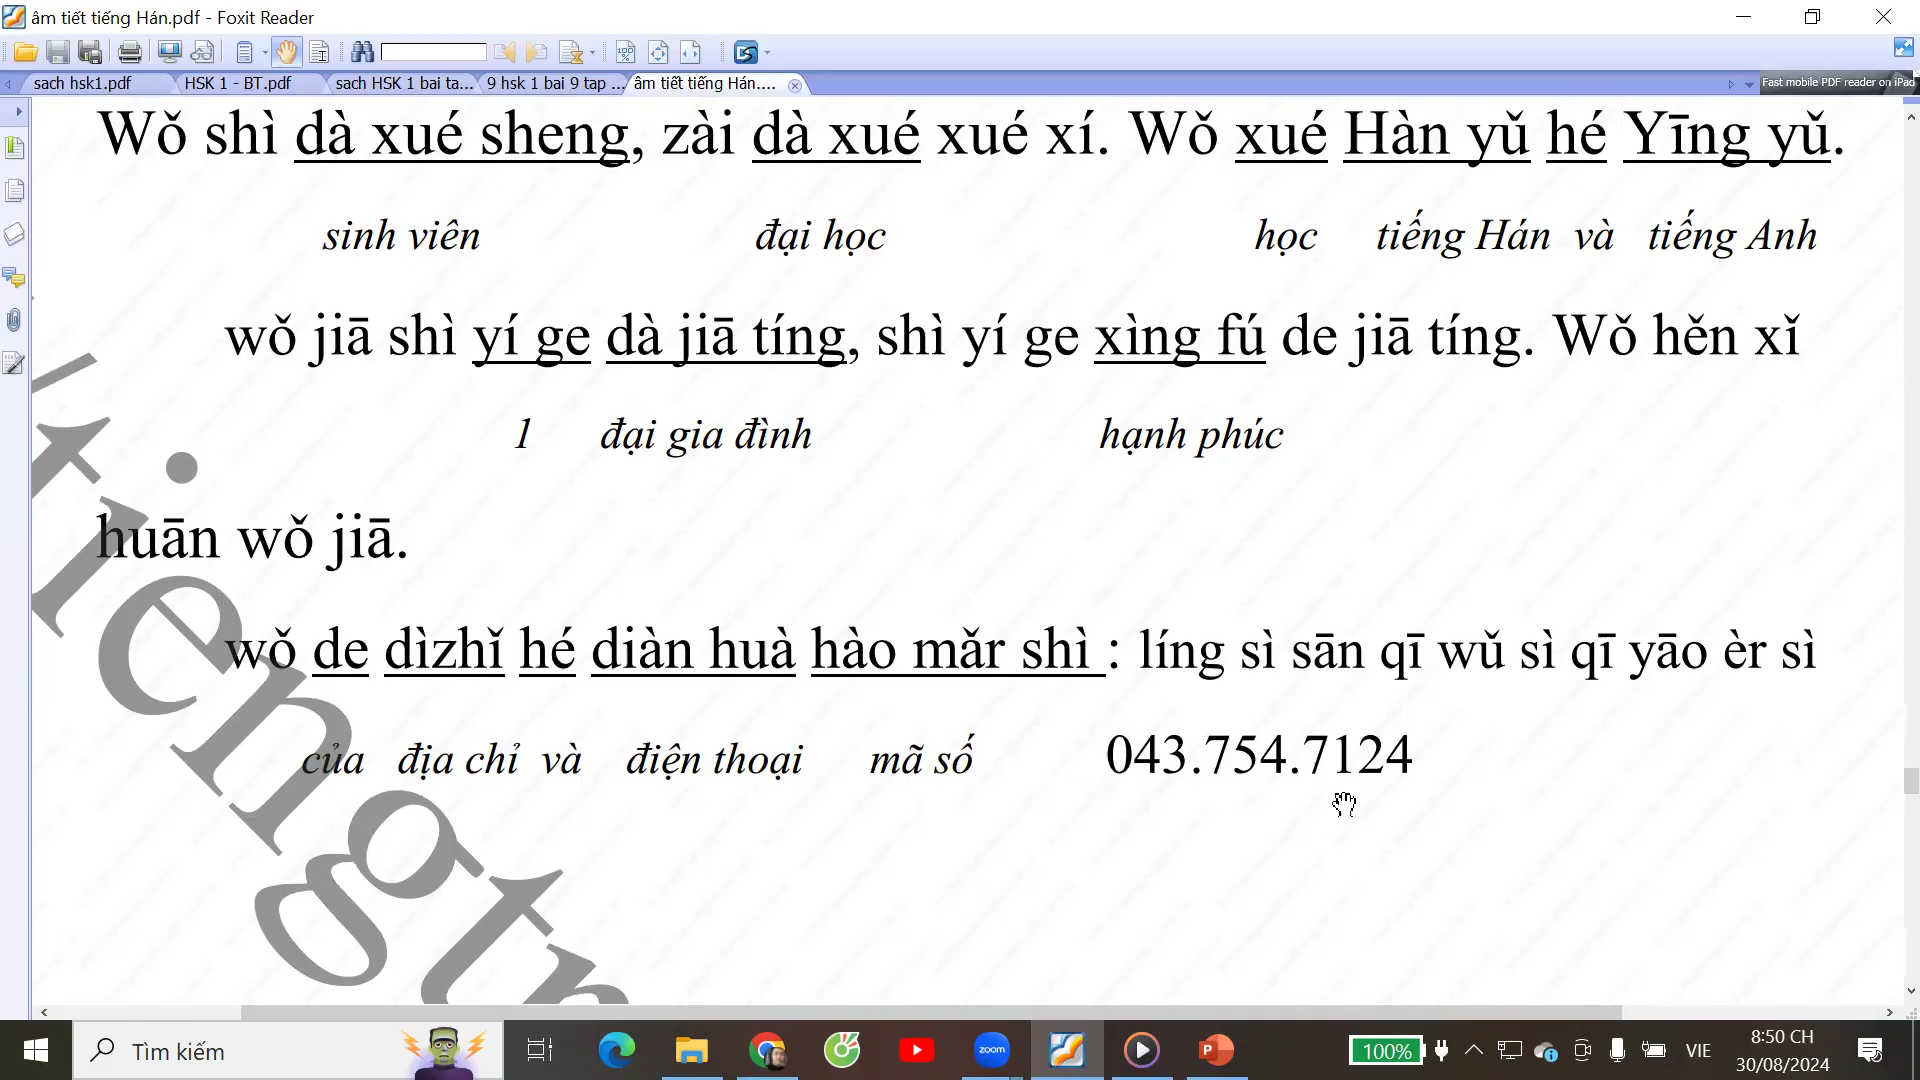 âm tiết tiếng Hán.pdf - Foxit Reader
sach hsk1.pdf HSK 1 - BT.pdf sach HSK 1 bai ta... 9 hsk 1 bai 9 tap ... âm tiết tiếng Hán.... Fast mobile PDF reader on iPad
Wǒ shì dà xué sheng, zài dà xué xué xí. Wǒ xué Hàn yǔ hé Yīng yǔ.
sinh viên đại học học tiếng Hán và tiếng Anh
wǒ jiā shì yí ge dà jiā tíng, shì yí ge xìng fú de jiā tíng. Wǒ hěn xǐ
1 đại gia đình hạnh phúc
huān wǒ jiā.
wǒ de dìzhǐ hé diàn huà hào mǎr shì : líng sì sān qī wǔ sì qī yāo èr sì
của địa chỉ và điện thoại mã số 043.754.7124
tiengtr
Tìm kiếm zoom 100% VIE 8:50 CH
30/08/2024